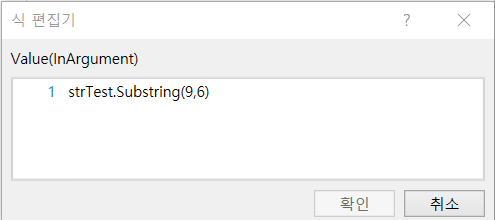 식 편집기
Value(InArgument)
1 strTest.Substring(9,6)
확인 취소